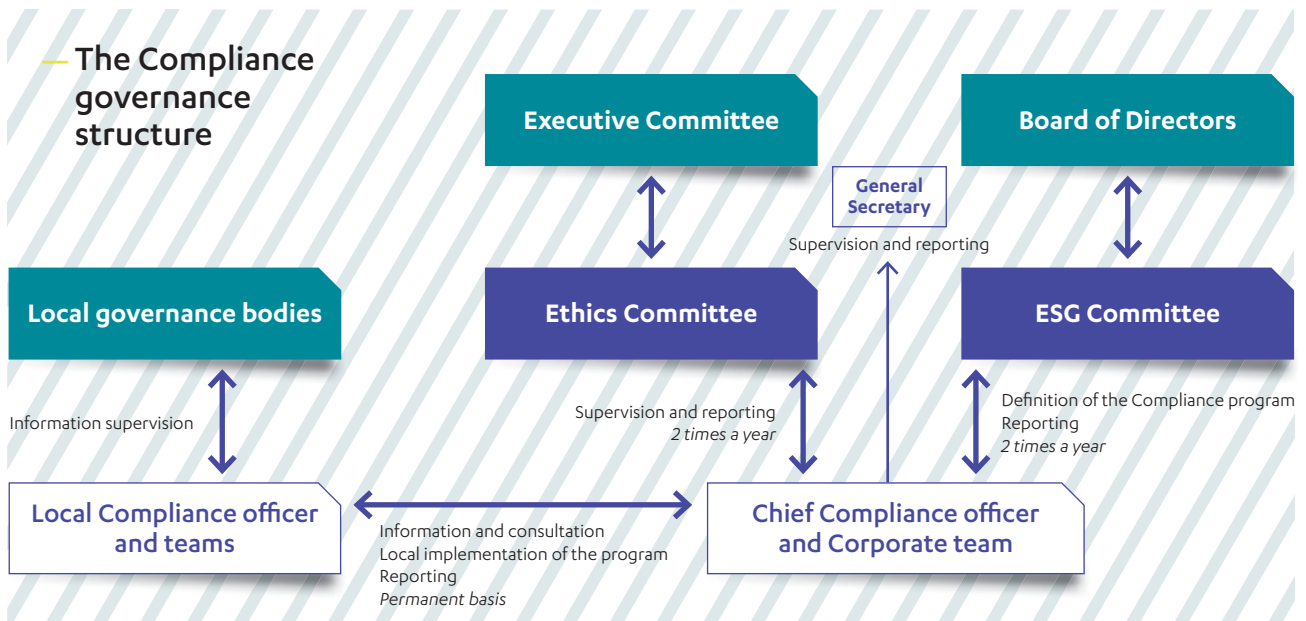 The Compliance
governance
structure
Executive Committee
Board of Directors
General
Secretary
Supervision and reporting
Local governance bodies
Ethics Committee
ESG Committee
Information supervision
Supervision and reporting
2 times a year
Definition of the Compliance program
Reporting
2 times a year
Local Compliance officer
and teams
Information and consultation
Local implementation of the program
Reporting
Permanent basis
Chief Compliance officer
and Corporate team